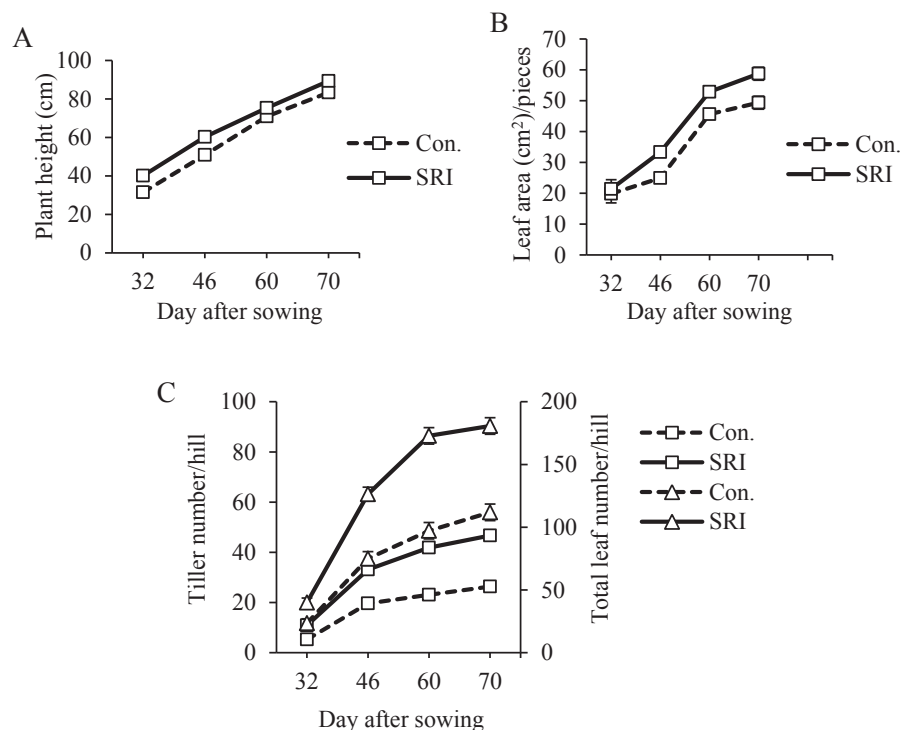 A
Plant height (cm)
100
80
60
40
20
0
32 46 60 70
Day after sowing
Con.
SRI
B
Leaf area (cm²)/pieces
70
60
50
40
30
20
10
0
32 46 60 70
Day after sowing
Con.
SRI
C
Tiller number/hill
100
80
60
40
20
0
200
150
100
50
0
Total leaf number/hill
32 46 60 70
Day after sowing
Con.
SRI
Con.
SRI